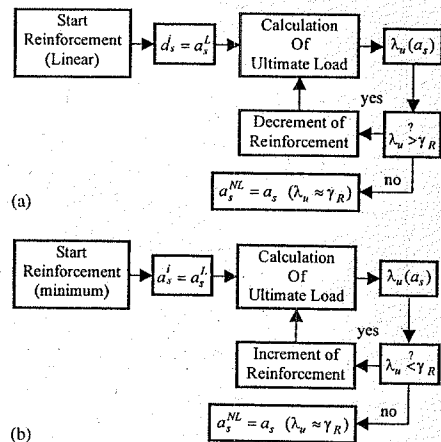 Start
Reinforcement
(Linear)
a_s^i = a_s^L
Calculation
Of
Ultimate Load
λ_u(a_s)
yes
Decrement of
Reinforcement
?
λ_u > γ_R
no
a_s^NL = a_s (λ_u ≈ γ_R)
(a)
Start
Reinforcement
(minimum)
a_s^i = a_s^L
Calculation
Of
Ultimate Load
λ_u(a_s)
yes
Increment of
Reinforcement
?
λ_u < γ_R
no
a_s^NL = a_s (λ_u ≈ γ_R)
(b)